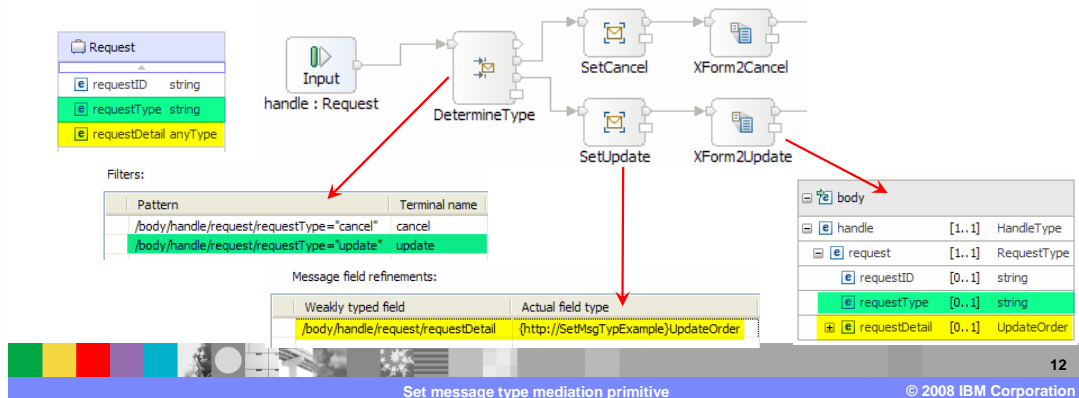 Request
requestID string
requestType string
requestDetail anyType
Input
handle : Request
DetermineType
SetCancel
XForm2Cancel
SetUpdate
XForm2Update
Filters:
Pattern Terminal name
/body/handle/request/requestType="cancel" cancel
/body/handle/request/requestType="update" update
Message field refinements:
Weakly typed field Actual field type
/body/handle/request/requestDetail {http://SetMsgTypExample}UpdateOrder
body
handle [1..1] HandleType
request [1..1] RequestType
requestID [0..1] string
requestType [0..1] string
requestDetail [0..1] UpdateOrder
12
Set message type mediation primitive © 2008 IBM Corporation